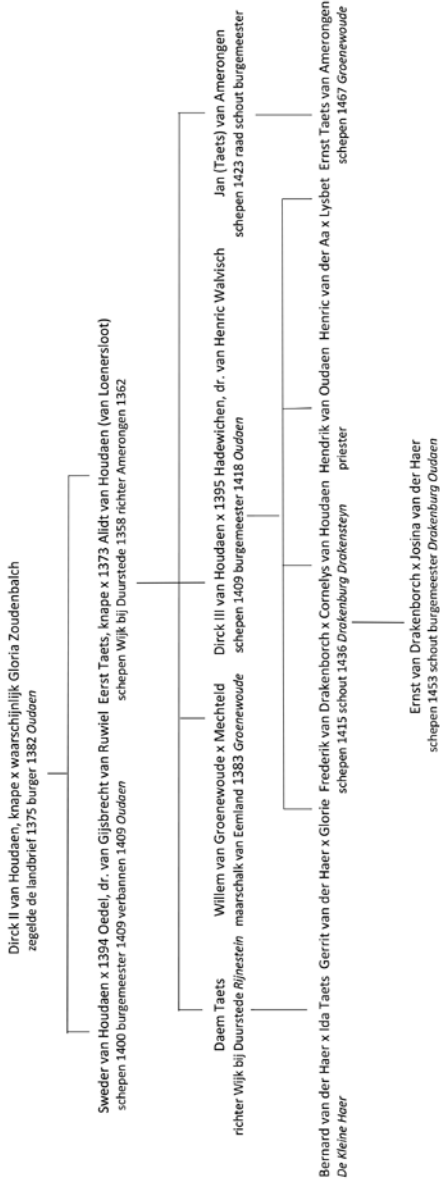 Dirck II van Houdaen, knape x waarschijnlijk Gloria Zoudenbalch
zegelde de landbrief 1375 burger 1382 Oudaen
Sweder van Houdaen x 1394 Oedel, dr. van Gijsbrecht van Ruwiel
schepen 1400 burgemeester 1409 verbannen 1409 Oudaen
Eerst Taets, knape x 1373 Alidt van Houdaen (van Loenersloot)
schepen Wijk bij Duurstede 1358 richter Amerongen 1362
Daem Taets
richter Wijk bij Duurstede Rijnestein
Willem van Groenewoude x Mechteld
maarschalk van Eemland 1383 Groenewoude
Dirck III van Houdaen x 1395 Hadewichen, dr. van Henric Walvisch
schepen 1409 burgemeester 1418 Oudaen
Jan (Taets) van Amerongen
schepen 1423 raad schout burgemeester
Bernard van der Haer x Ida Taets
De Kleine Haer
Gerrit van der Haer x Glorie
Frederik van Drakenborch x Cornelys van Houdaen
schepen 1415 schout 1436 Drakenburg Drakensteyn
Hendrik van Oudaen
priester
Henric van der Aa x Lysbet
Ernst Taets van Amerongen
schepen 1467 Groenewoude
Ernst van Drakenborch x Josina van der Haer
schepen 1453 schout burgemeester Drakenburg Oudaen